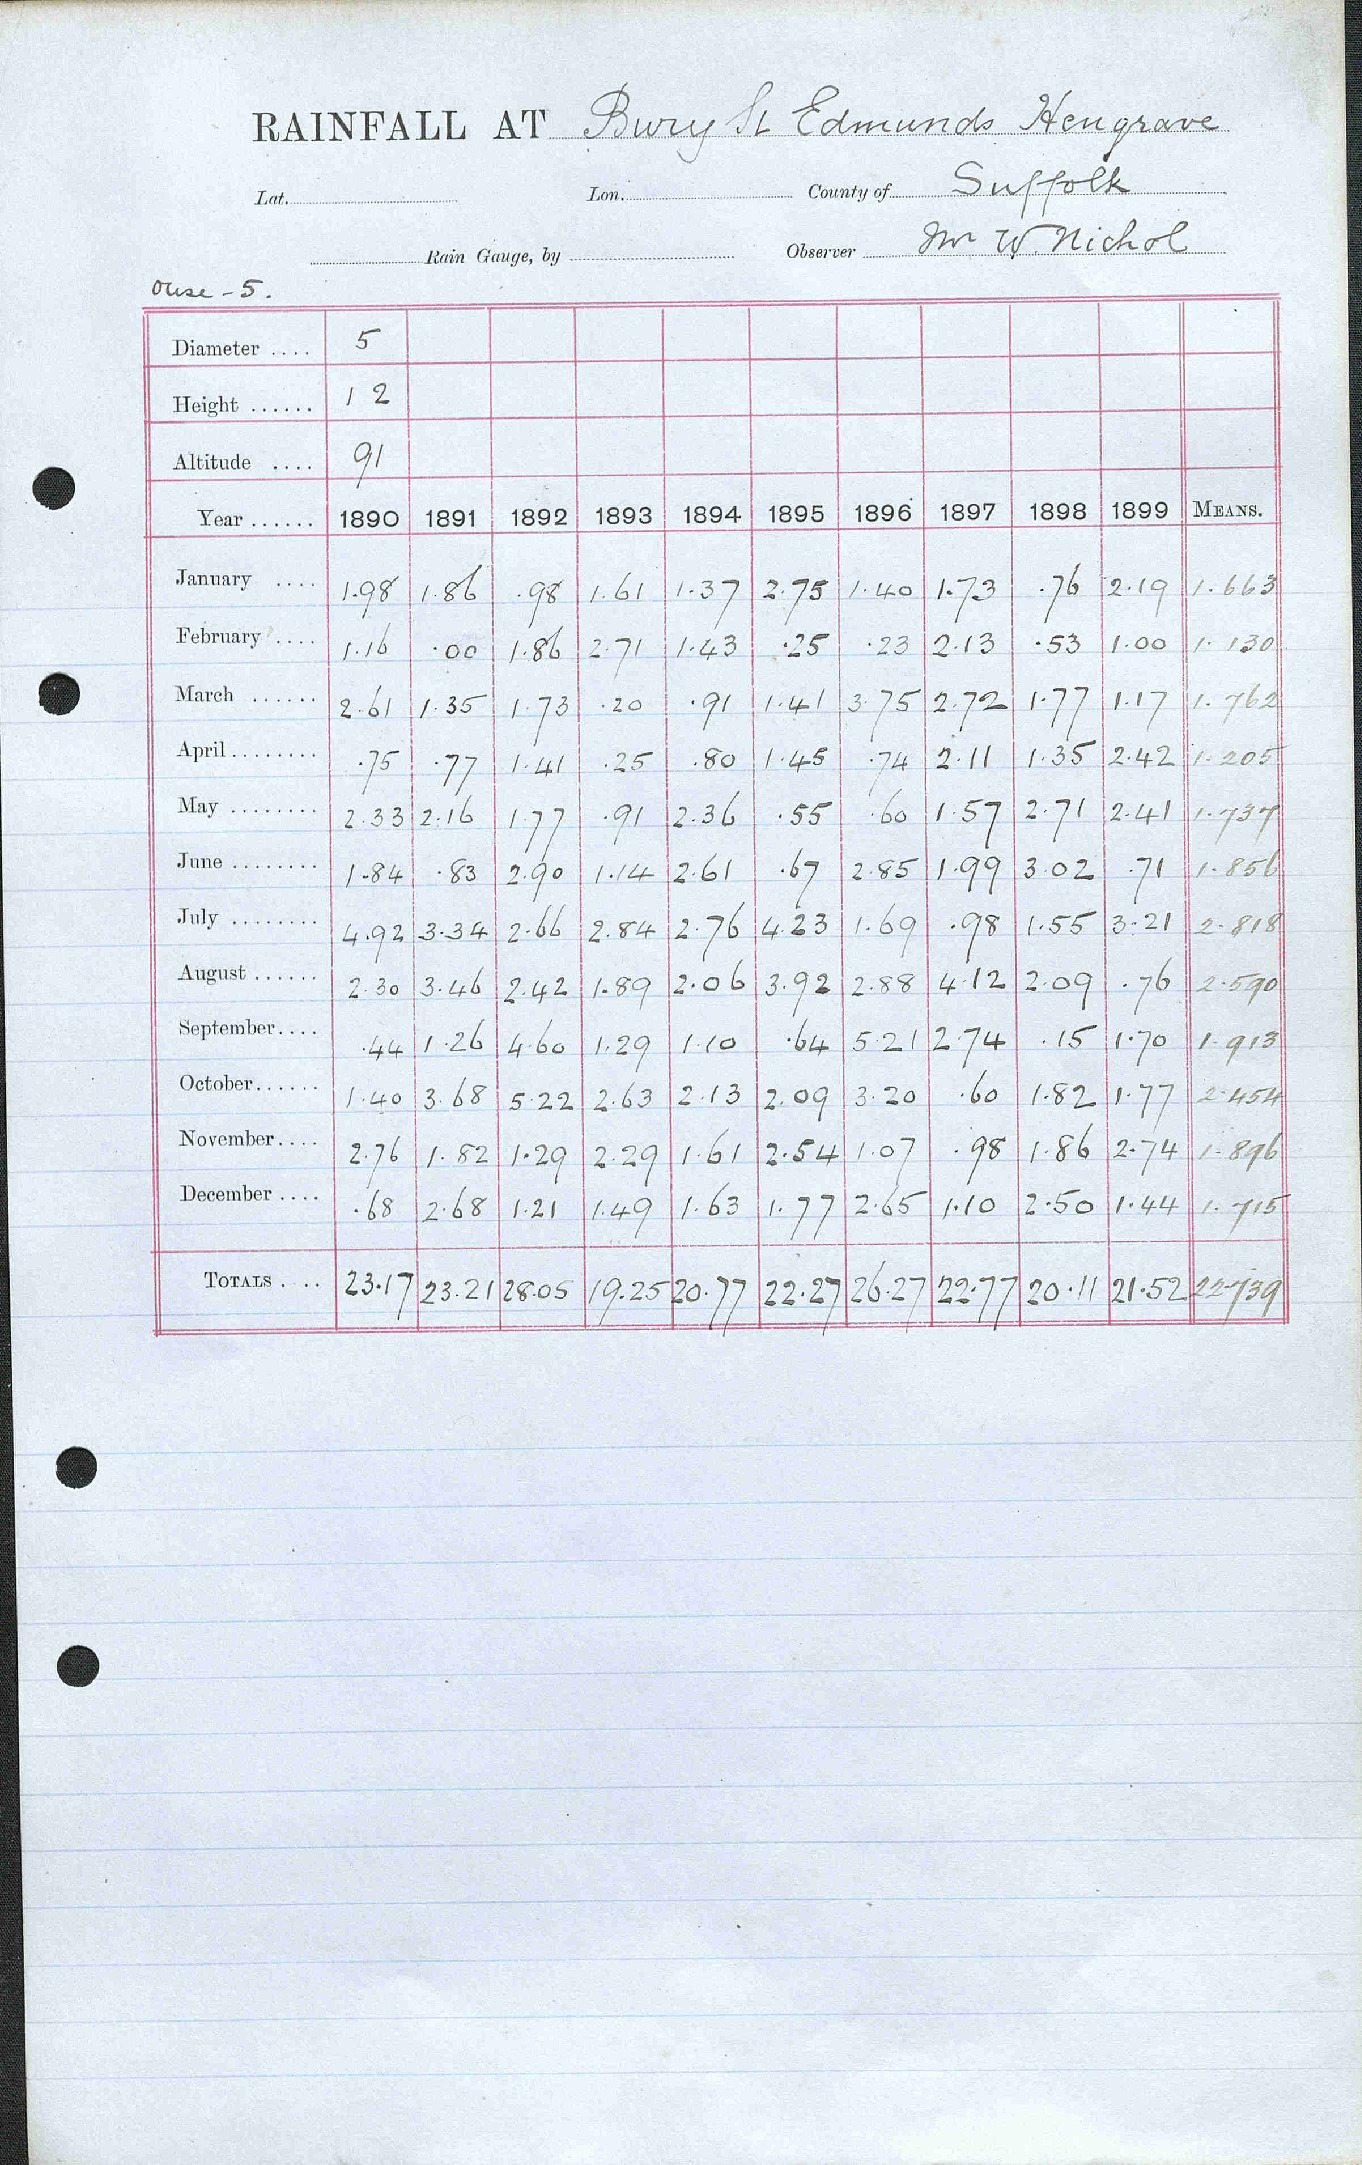 RAINFALL AT Bury St Edmunds Hengrave
Lat. Lon. County of Suffolk
Rain Gauge, by Observer Mr W. Nichol
Ouse - 5.
Diameter .... 5
Height ...... 12
Altitude .... 91
Year ...... 1890 1891 1892 1893 1894 1895 1896 1897 1898 1899 MEANS.
January .... 1.98 1.86 .98 1.61 1.37 2.75 1.40 1.73 .76 2.19 1.663
February .... 1.16 .00 1.86 2.71 1.43 .25 .23 2.13 .53 1.00 1.130
March ...... 2.61 1.35 1.73 .20 .91 1.41 3.75 2.72 1.77 1.17 1.762
April ........ .75 .77 1.41 .25 .80 1.45 .74 2.11 1.35 2.42 1.205
May ........ 2.33 2.16 1.77 .91 2.36 .55 .60 1.57 2.71 2.41 1.737
June ........ 1.84 .83 2.90 1.14 2.61 .67 2.85 1.99 3.02 .71 1.856
July ........ 4.92 3.34 2.66 2.84 2.76 4.23 1.69 .98 1.55 3.21 2.818
August ...... 2.30 3.46 2.42 1.89 2.06 3.92 2.88 4.12 2.09 .76 2.590
September .... .44 1.26 4.60 1.29 1.10 .64 5.21 2.74 .15 1.70 1.913
October ...... 1.40 3.68 5.22 2.63 2.13 2.09 3.20 .60 1.82 1.77 2.454
November .... 2.76 1.82 1.29 2.29 1.61 2.54 1.07 .98 1.86 2.74 1.896
December .... .68 2.68 1.21 1.49 1.63 1.77 2.65 1.10 2.50 1.44 1.715
TOTALS .... 23.17 23.21 28.05 19.25 20.77 22.27 26.27 22.77 20.11 21.52 22.739